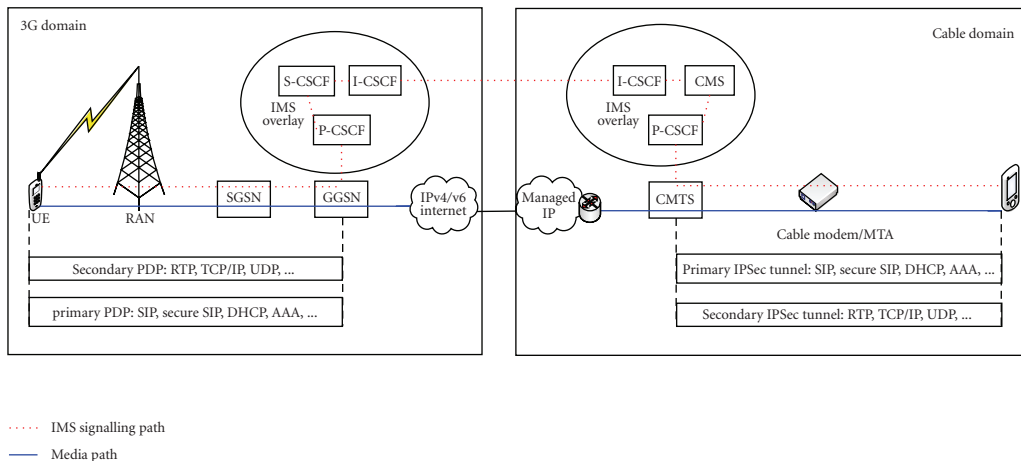 3G domain
Cable domain
S-CSCF
I-CSCF
IMS
overlay
P-CSCF
I-CSCF
CMS
IMS
overlay
P-CSCF
UE
RAN
SGSN
GGSN
IPv4/v6
internet
Managed
IP
CMTS
Cable modem/MTA
Secondary PDP: RTP, TCP/IP, UDP, ...
primary PDP: SIP, secure SIP, DHCP, AAA, ...
Primary IPSec tunnel: SIP, secure SIP, DHCP, AAA, ...
Secondary IPSec tunnel: RTP, TCP/IP, UDP, ...
IMS signalling path
Media path